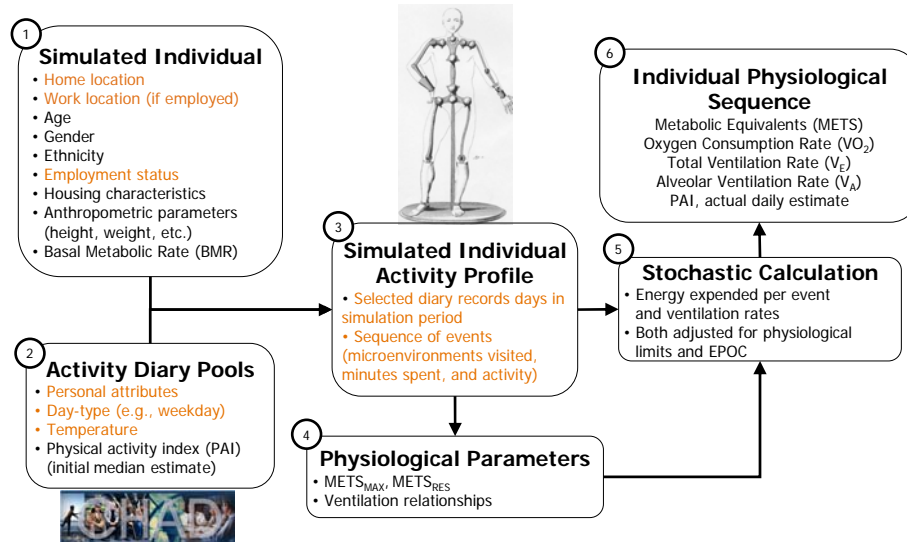 1
Simulated Individual
• Home location
• Work location (if employed)
• Age
• Gender
• Ethnicity
• Employment status
• Housing characteristics
• Anthropometric parameters
(height, weight, etc.)
• Basal Metabolic Rate (BMR)
2
Activity Diary Pools
• Personal attributes
• Day-type (e.g., weekday)
• Temperature
• Physical activity index (PAI)
(initial median estimate)
CHAD
3
Simulated Individual
Activity Profile
• Selected diary records days in
simulation period
• Sequence of events
(microenvironments visited,
minutes spent, and activity)
4
Physiological Parameters
• METSMAX, METSRES
• Ventilation relationships
5
Stochastic Calculation
• Energy expended per event
and ventilation rates
• Both adjusted for physiological
limits and EPOC
6
Individual Physiological
Sequence
Metabolic Equivalents (METS)
Oxygen Consumption Rate (VO2)
Total Ventilation Rate (VE)
Alveolar Ventilation Rate (VA)
PAI, actual daily estimate